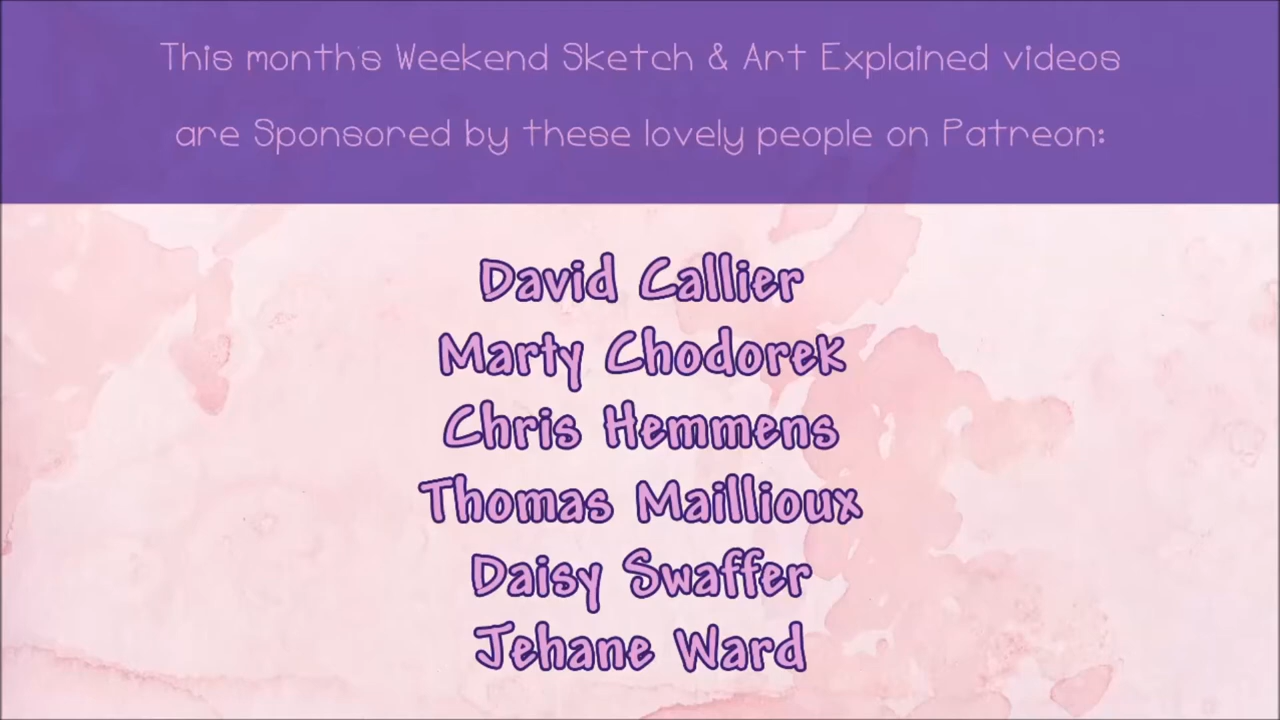 This month's Weekend Sketch & Art Explained videos
are Sponsored by these lovely people on Patreon:
David Callier
Marty Chodorek
Chris Hemmens
Thomas Maillioux
Daisy Swaffer
Jehane Ward